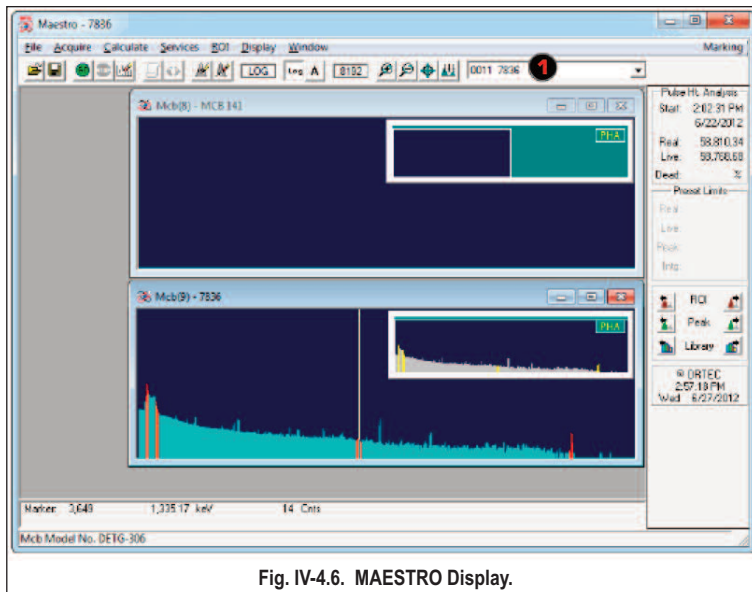 Maestro - 7836
File Acquire Calculate Services ROI Display Window Marking
LOG Log A 8192 0011 7836 1
Pulse Ht. Analysis
Start: 2:02:31 PM
6/22/2012
Real: 58,810.34
Live: 58,768.68
Dead: %
Preset Limits
Real:
Live:
Peak:
Intg:
Mcb(8) - MCB 141
PHA
Mcb(9) - 7836
PHA
ROI
Peak
Library
© ORTEC
2:57:18 PM
Wed 6/27/2012
Marker: 3,649 1,335.17 keV 14 Cnts
Mcb Model No. DETG-306
Fig. IV-4.6. MAESTRO Display.